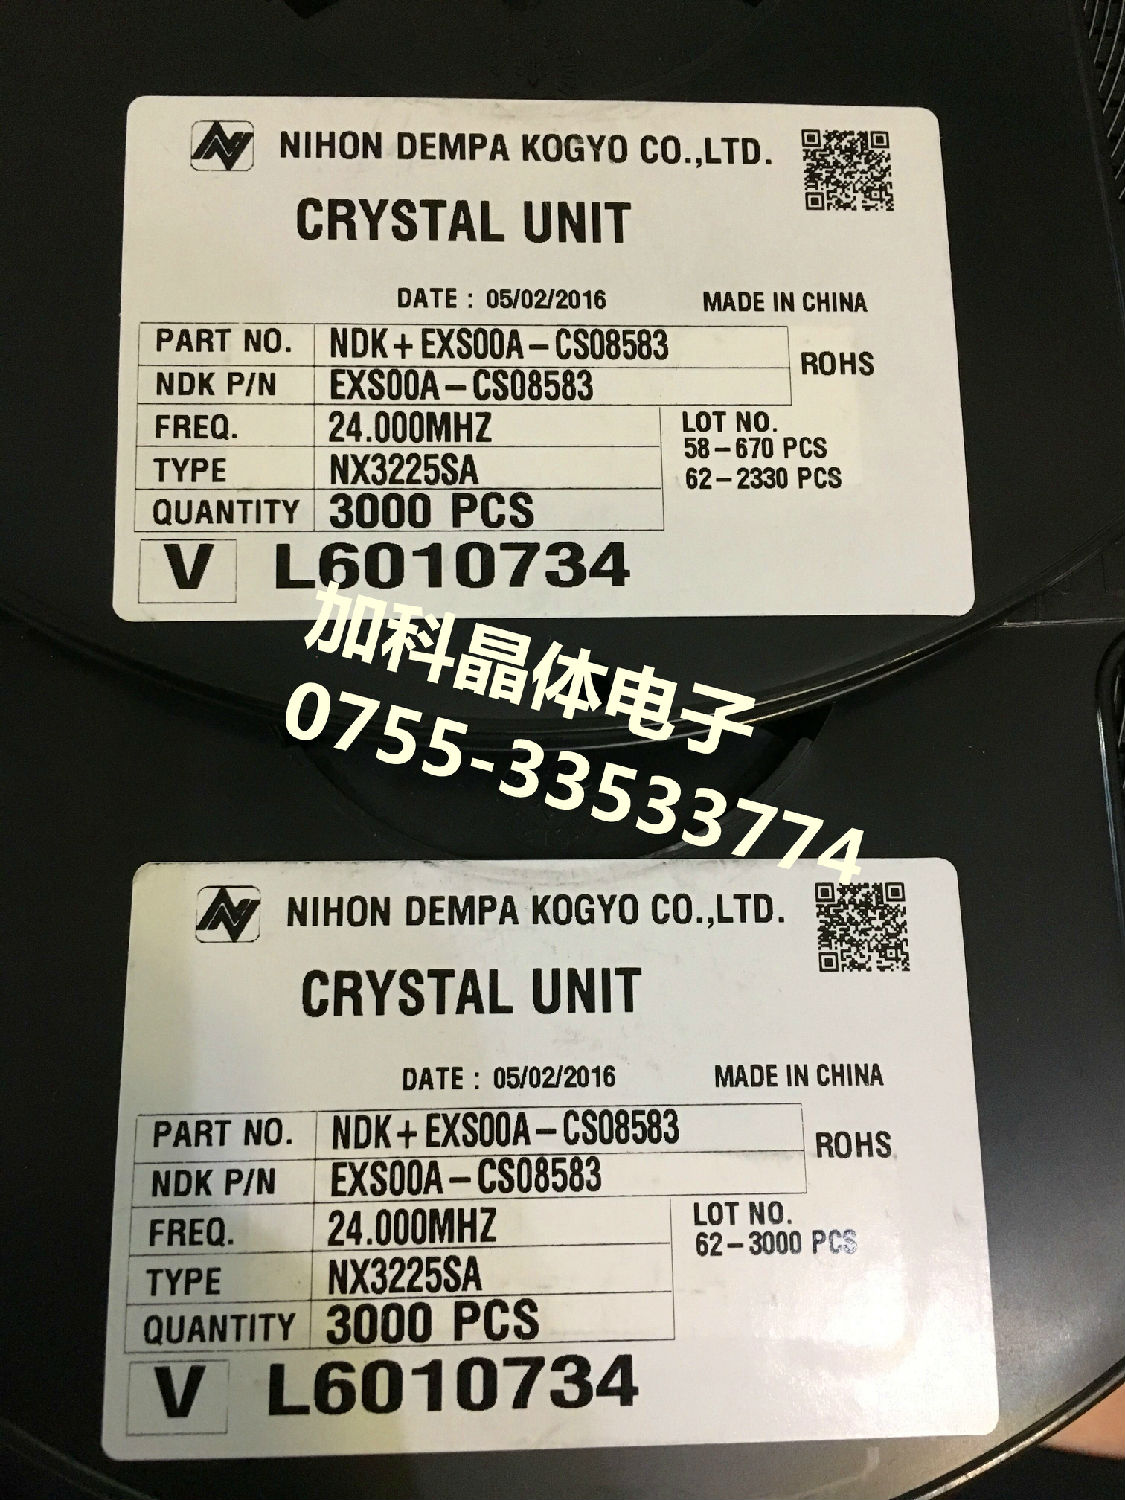 NIHON DEMPA KOGYO CO.,LTD.
CRYSTAL UNIT
DATE : 05/02/2016 MADE IN CHINA
PART NO. NDK+EXS00A-CS08583
ROHS
NDK P/N EXS00A-CS08583
FREQ. 24.000MHZ
LOT NO.
58-670 PCS
TYPE NX3225SA
62-2330 PCS
QUANTITY 3000 PCS
V L6010734
加科晶体电子
0755-33533774
NIHON DEMPA KOGYO CO.,LTD.
CRYSTAL UNIT
DATE : 05/02/2016 MADE IN CHINA
PART NO. NDK+EXS00A-CS08583
ROHS
NDK P/N EXS00A-CS08583
LOT NO.
FREQ. 24.000MHZ
62-3000 PCS
TYPE NX3225SA
QUANTITY 3000 PCS
V L6010734